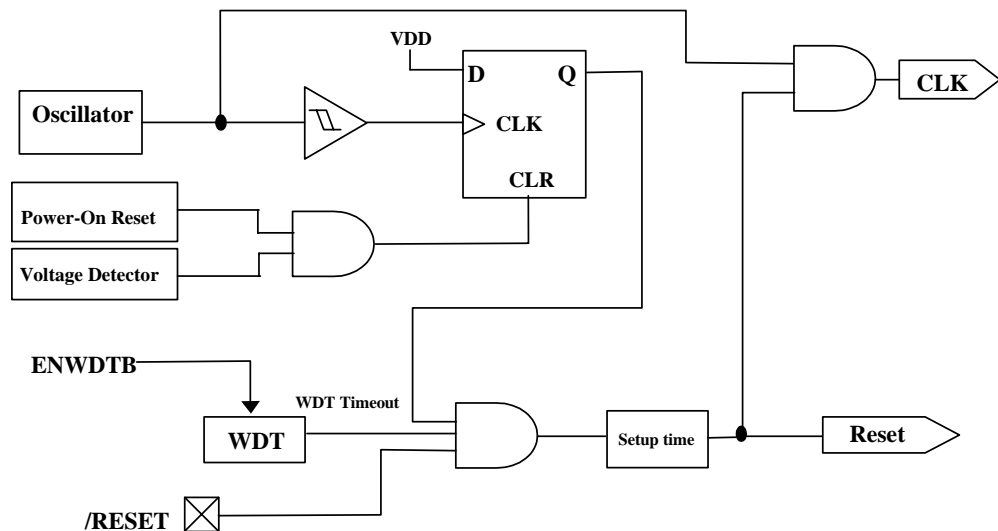 VDD
D
Q
CLK
Oscillator
CLK
CLR
Power-On Reset
Voltage Detector
ENWDTB
WDT Timeout
WDT
Setup time
Reset
/RESET